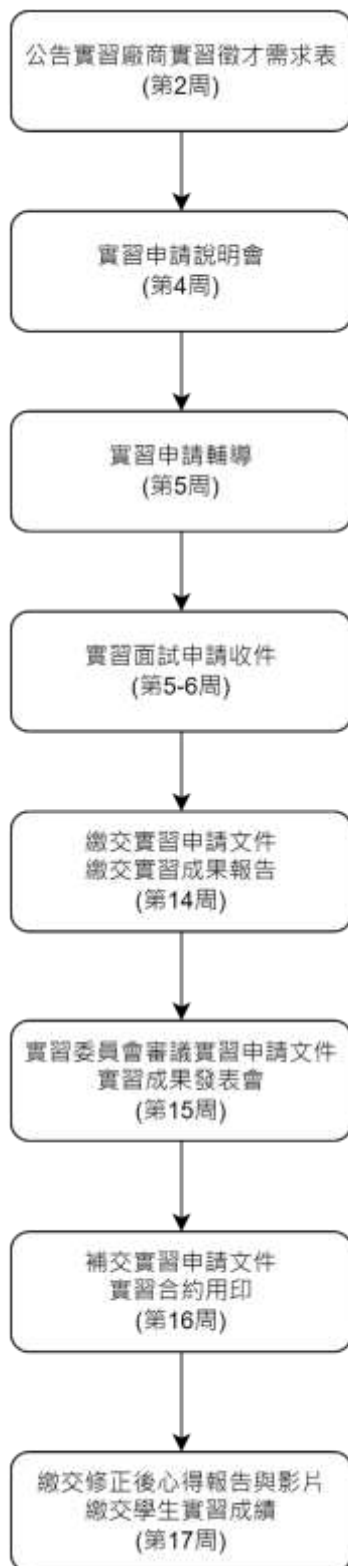 公告實習廠商實習徵才需求表
(第2周)
實習申請說明會
(第4周)
實習申請輔導
(第5周)
實習面試申請收件
(第5-6周)
繳交實習申請文件
繳交實習成果報告
(第14周)
實習委員會審議實習申請文件
實習成果發表會
(第15周)
補交實習申請文件
實習合約用印
(第16周)
繳交修正後心得報告與影片
繳交學生實習成績
(第17周)